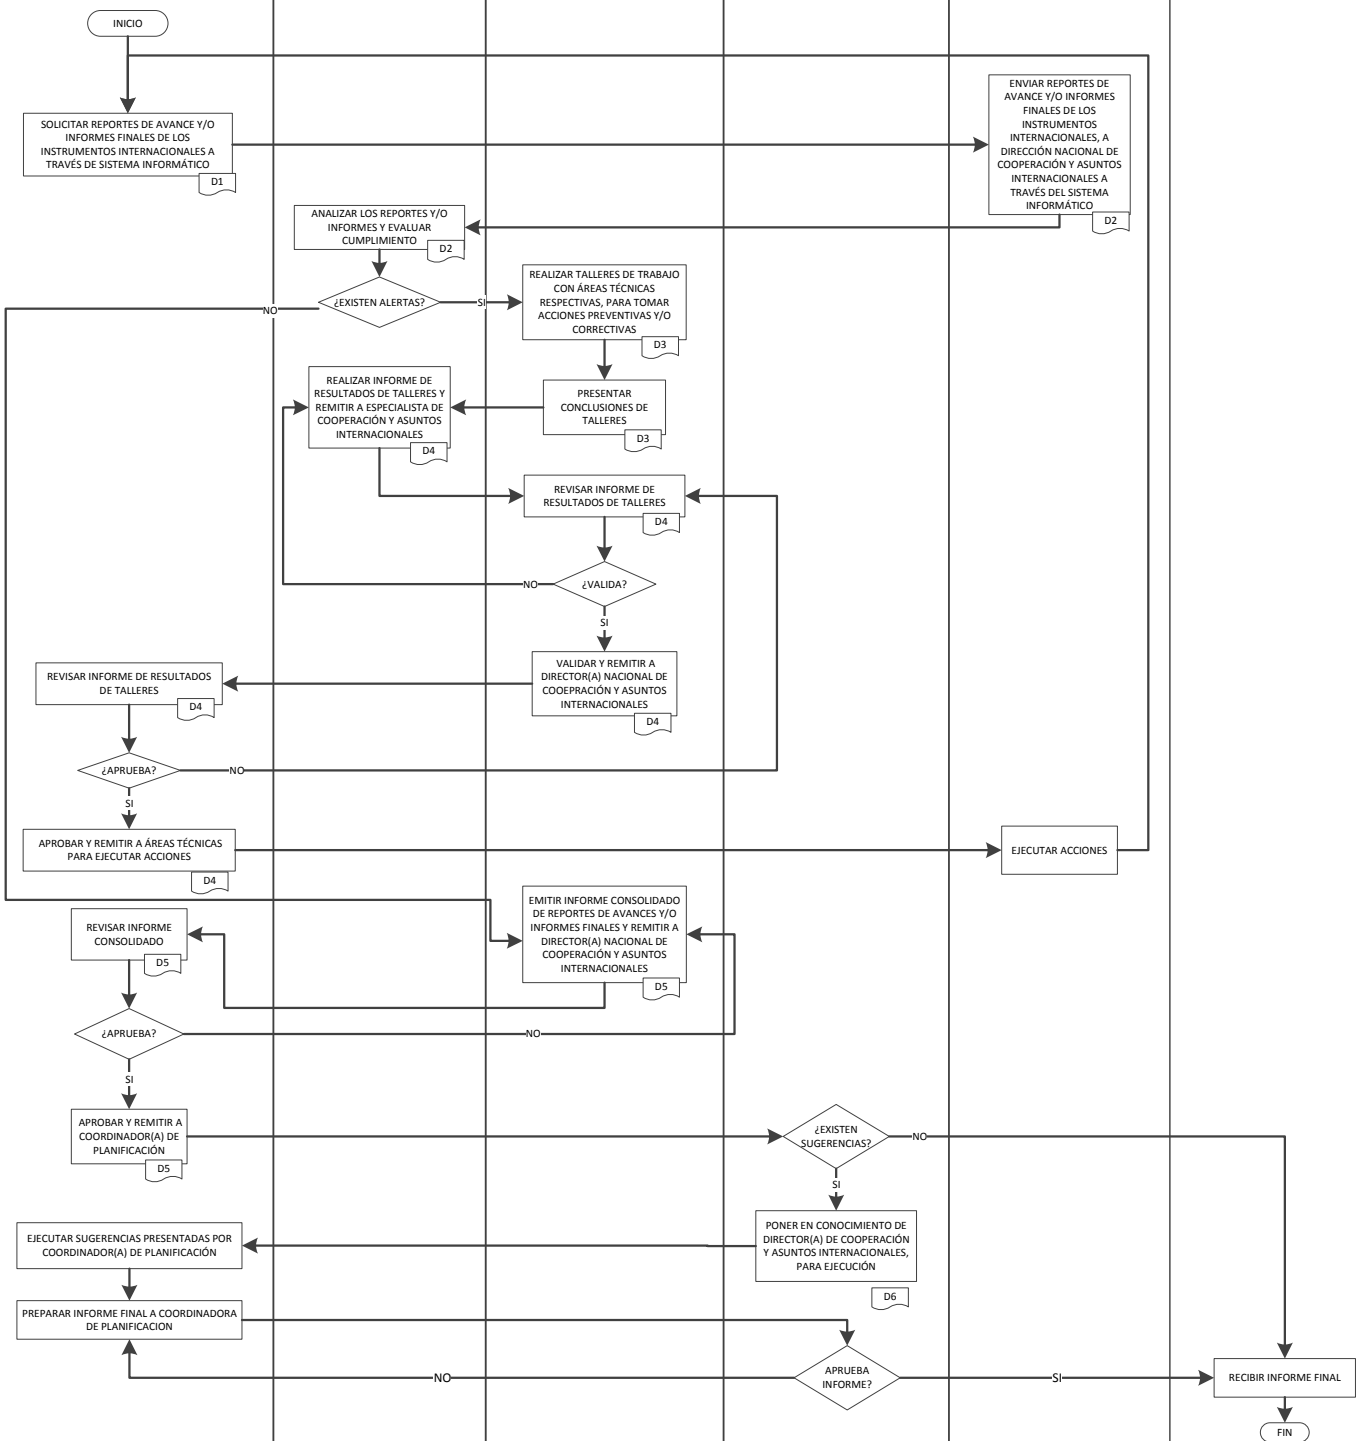 INICIO
SOLICITAR REPORTES DE AVANCE Y/O
INFORMES FINALES DE LOS
INSTRUMENTOS INTERNACIONALES A
TRAVÉS DE SISTEMA INFORMÁTICO
D1
ENVIAR REPORTES DE
AVANCE Y/O INFORMES
FINALES DE LOS
INSTRUMENTOS
INTERNACIONALES, A
DIRECCIÓN NACIONAL DE
COOPERACIÓN Y ASUNTOS
INTERNACIONALES A
TRAVÉS DEL SISTEMA
INFORMÁTICO
D2
ANALIZAR LOS REPORTES Y/O
INFORMES Y EVALUAR
CUMPLIMIENTO
D2
¿EXISTEN ALERTAS?
NO
SI
REALIZAR TALLERES DE TRABAJO
CON ÁREAS TÉCNICAS
RESPECTIVAS, PARA TOMAR
ACCIONES PREVENTIVAS Y/O
CORRECTIVAS
D3
REALIZAR INFORME DE
RESULTADOS DE TALLERES Y
REMITIR A ESPECIALISTA DE
COOPERACIÓN Y ASUNTOS
INTERNACIONALES
D4
PRESENTAR
CONCLUSIONES DE
TALLERES
D3
REVISAR INFORME DE
RESULTADOS DE TALLERES
D4
¿VALIDA?
NO
SI
VALIDAR Y REMITIR A
DIRECTOR(A) NACIONAL DE
COOEPRACIÓN Y ASUNTOS
INTERNACIONALES
D4
REVISAR INFORME DE RESULTADOS
DE TALLERES
D4
¿APRUEBA?
NO
SI
APROBAR Y REMITIR A ÁREAS TÉCNICAS
PARA EJECUTAR ACCIONES
D4
EJECUTAR ACCIONES
EMITIR INFORME CONSOLIDADO
DE REPORTES DE AVANCES Y/O
INFORMES FINALES Y REMITIR A
DIRECTOR(A) NACIONAL DE
COOPERACIÓN Y ASUNTOS
INTERNACIONALES
D5
REVISAR INFORME
CONSOLIDADO
D5
¿APRUEBA?
NO
SI
APROBAR Y REMITIR A
COORDINADOR(A) DE
PLANIFICACIÓN
D5
¿EXISTEN
SUGERENCIAS?
NO
SI
PONER EN CONOCIMIENTO DE
DIRECTOR(A) DE COOPERACIÓN
Y ASUNTOS INTERNACIONALES,
PARA EJECUCIÓN
D6
EJECUTAR SUGERENCIAS PRESENTADAS POR
COORDINADOR(A) DE PLANIFICACIÓN
PREPARAR INFORME FINAL A COORDINADORA
DE PLANIFICACION
APRUEBA
INFORME?
NO
SI
RECIBIR INFORME FINAL
FIN